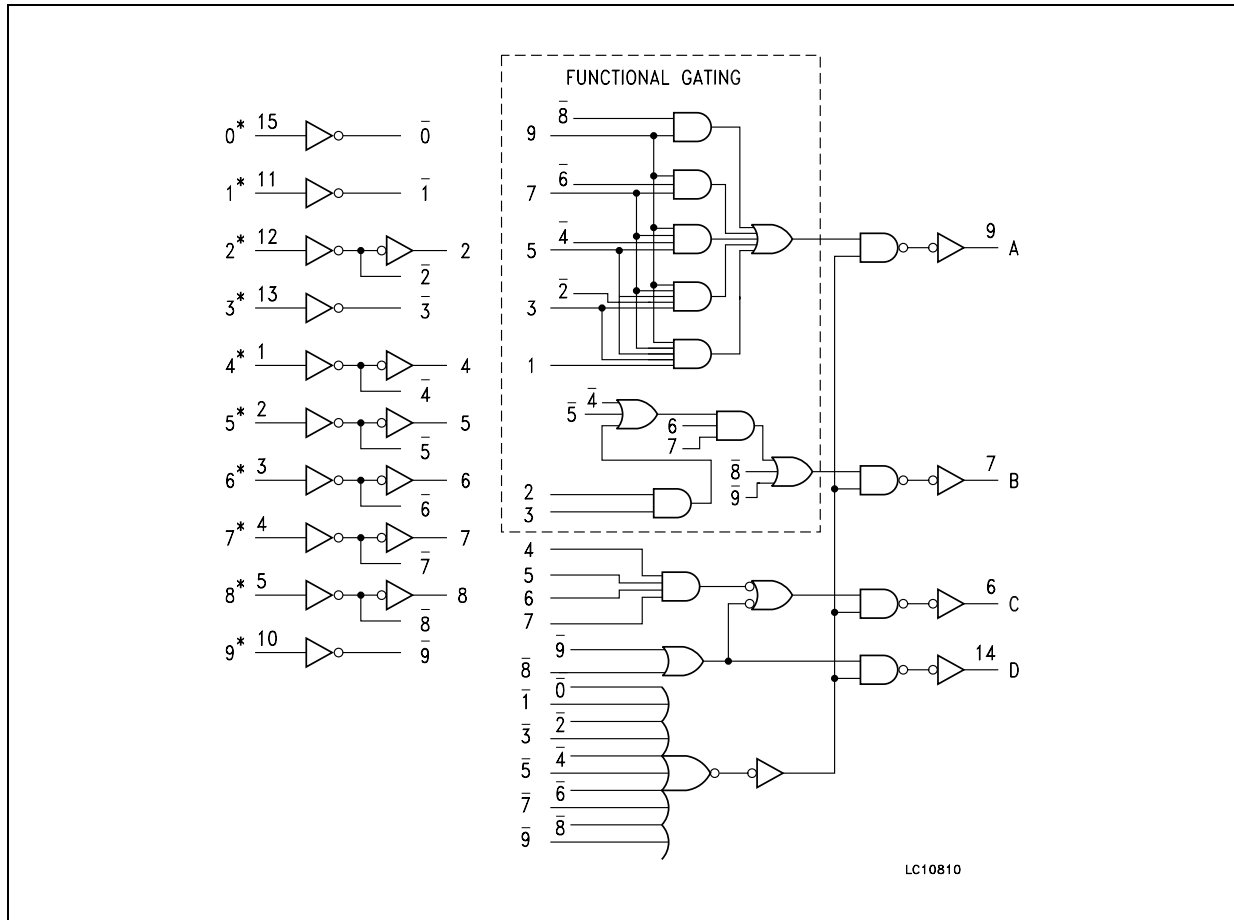 FUNCTIONAL GATING
0* 15 0̅
1* 11 1̅
2* 12 2
2̅
3* 13 3̅
4* 1 4
4̅
5* 2 5
5̅
6* 3 6
6̅
7* 4 7
7̅
8* 5 8
8̅
9* 10 9̅
8̅
9
6̅
7
4̅
5
2̅
3
1
9 A
4̅
5̅
6
7
8̅
9̅
2
3
7 B
4
5
6
7
6 C
9̅
8̅
14 D
0̅
1̅
2̅
3̅
4̅
5̅
6̅
7̅
8̅
9̅
LC10810